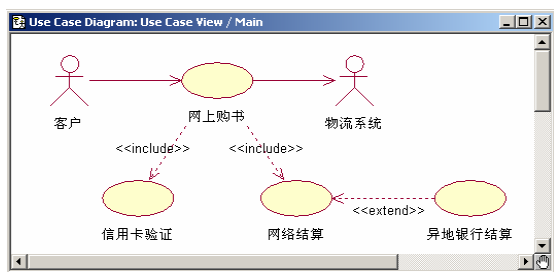 Use Case Diagram: Use Case View / Main
客户
网上购书
物流系统
<<include>>
<<include>>
<<extend>>
信用卡验证
网络结算
异地银行结算